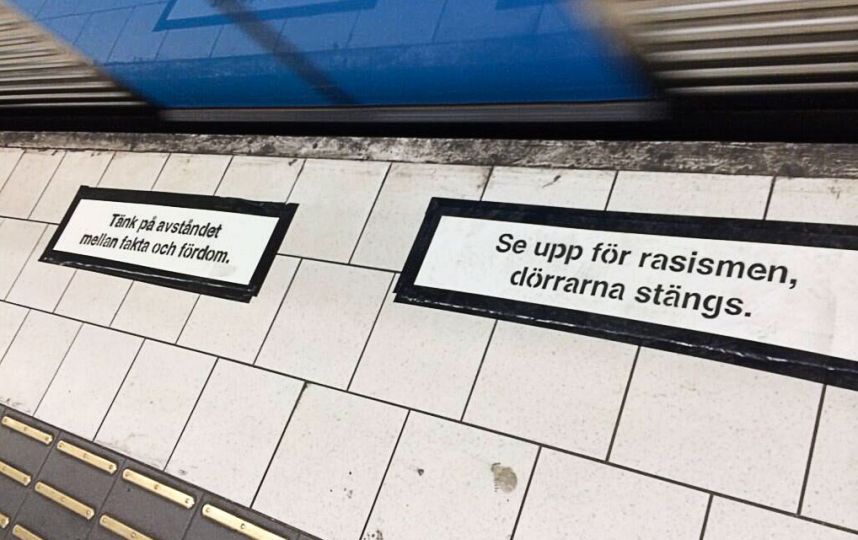 Tänk på avståndet
mellan fakta och fördom.
Se upp för rasismen,
dörrarna stängs.